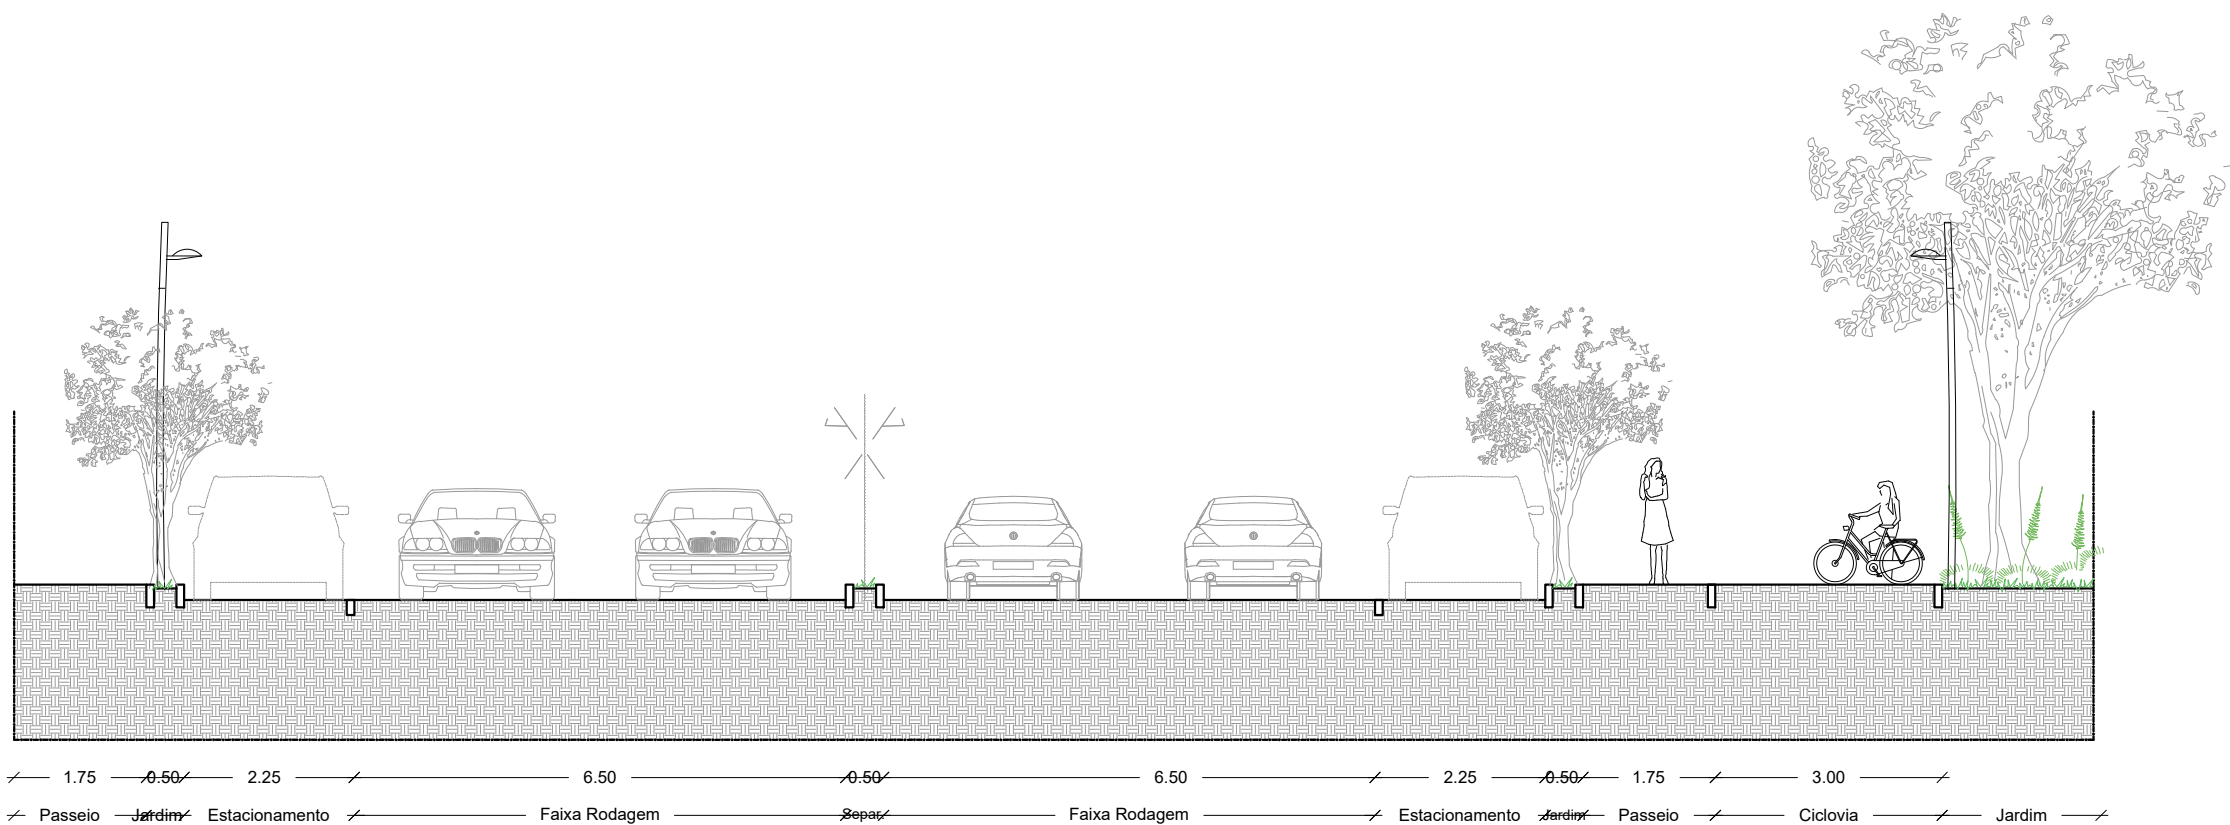 1.75 0.50 2.25 6.50 0.50 6.50 2.25 0.50 1.75 3.00
Passeio Jardim Estacionamento Faixa Rodagem Separ. Faixa Rodagem Estacionamento Jardim Passeio Ciclovia Jardim